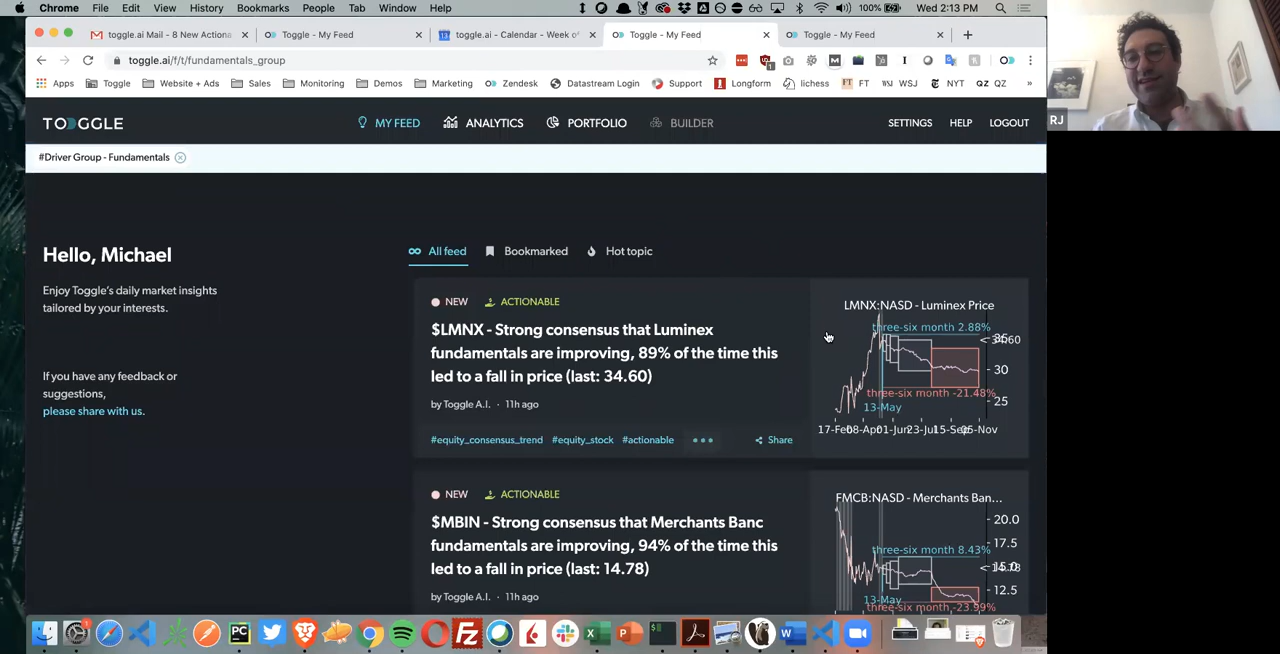 Chrome File Edit View History Bookmarks People Tab Window Help 100% Wed 2:13 PM
toggle.ai Mail - 8 New Actiona Toggle - My Feed toggle.ai - Calendar - Week of Toggle - My Feed Toggle - My Feed
toggle.ai/f/t/fundamentals_group
Apps Toggle Website + Ads Sales Monitoring Demos Marketing Zendesk Datastream Login Support Longform lichess FT FT WSJ WSJ NYT QZ QZ »
TOGGLE MY FEED ANALYTICS PORTFOLIO BUILDER SETTINGS HELP LOGOUT
RJ
#Driver Group - Fundamentals
Hello, Michael
Enjoy Toggle's daily market insights
tailored by your interests.
If you have any feedback or
suggestions,
please share with us.
All feed Bookmarked Hot topic
NEW ACTIONABLE
$LMNX - Strong consensus that Luminex
fundamentals are improving, 89% of the time this
led to a fall in price (last: 34.60)
by Toggle A.I. · 11h ago
#equity_consensus_trend #equity_stock #actionable ••• Share
LMNX:NASD - Luminex Price
three-six month 2.88%
34.60
30
three-six month -21.48%
25
13-May
NEW ACTIONABLE
$MBIN - Strong consensus that Merchants Banc
fundamentals are improving, 94% of the time this
led to a fall in price (last: 14.78)
by Toggle A.I. · 11h ago
FMCB:NASD - Merchants Ban...
20.0
17.5
three-six month 8.43%
12.5
13-May
three-six month -23.99%